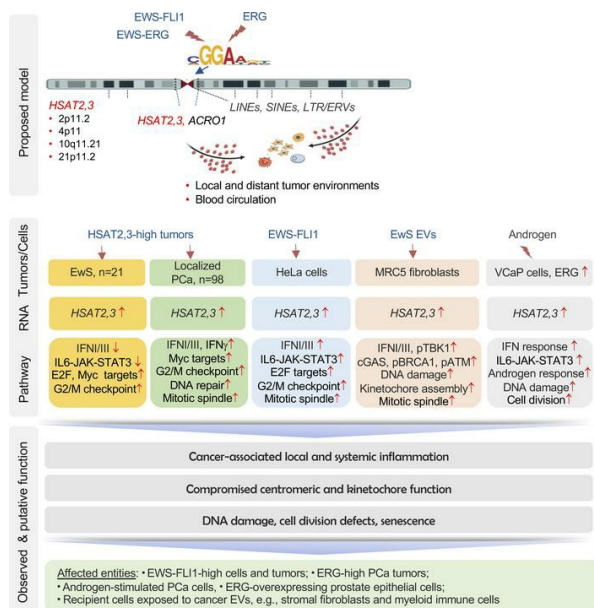 EWS-FLI1
ERG
EWS-ERG
CGGAA
Proposed model
LINEs, SINEs, LTR/ERVs
HSAT2,3
HSAT2,3, ACRO1
• 2p11.2
• 4p11
• 10q11.21
• 21p11.2
• Local and distant tumor environments
• Blood circulation
Tumors/Cells
HSAT2,3-high tumors
EWS-FLI1
EwS EVs
Androgen
EwS, n=21
Localized
PCa, n=98
HeLa cells
MRC5 fibroblasts
VCaP cells, ERG ↑
RNA
HSAT2,3 ↑
HSAT2,3 ↑
HSAT2,3 ↑
HSAT2,3 ↑
HSAT2,3 ↑
Pathway
IFNI/III ↓
IL6-JAK-STAT3 ↓
E2F, Myc targets ↑
G2/M checkpoint ↑
IFNI/III, IFNγ ↑
Myc targets ↑
G2/M checkpoint ↑
DNA repair ↑
Mitotic spindle ↑
IFNI/III ↑
IL6-JAK-STAT3 ↑
E2F targets ↑
G2/M checkpoint ↑
Mitotic spindle ↑
IFNI/III, pTBK1 ↑
cGAS, pBRCA1, pATM ↑
DNA damage ↑
Kinetochore assembly ↑
Mitotic spindle ↑
IFN response ↑
IL6-JAK-STAT3 ↑
Androgen response ↑
DNA damage ↑
Cell division ↑
Observed & putative function
Cancer-associated local and systemic inflammation
Compromised centromeric and kinetochore function
DNA damage, cell division defects, senescence
Affected entities: • EWS-FLI1-high cells and tumors; • ERG-high PCa tumors;
• Androgen-stimulated PCa cells, • ERG-overexpressing prostate epithelial cells;
• Recipient cells exposed to cancer EVs, e.g., stromal fibroblasts and myeloid immune cells